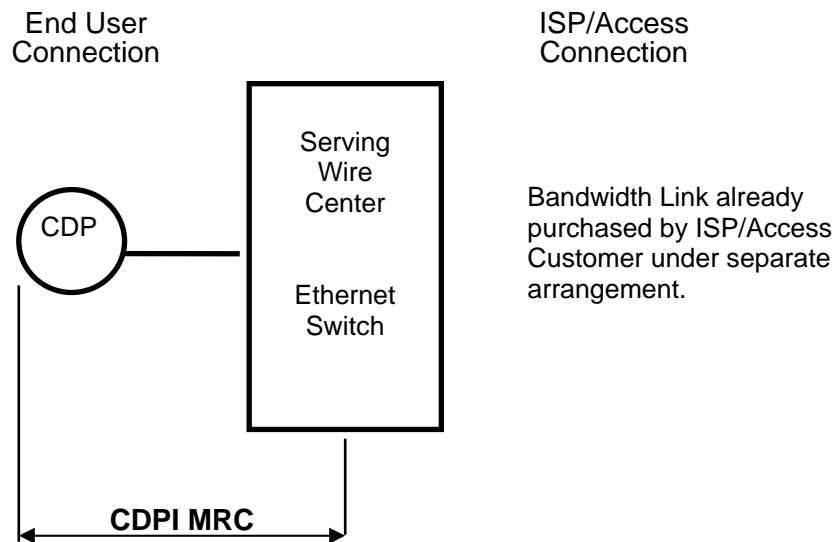 End User
Connection
ISP/Access
Connection
Serving
Wire
Center
CDP
Ethernet
Switch
Bandwidth Link already
purchased by ISP/Access
Customer under separate
arrangement.
CDPI MRC